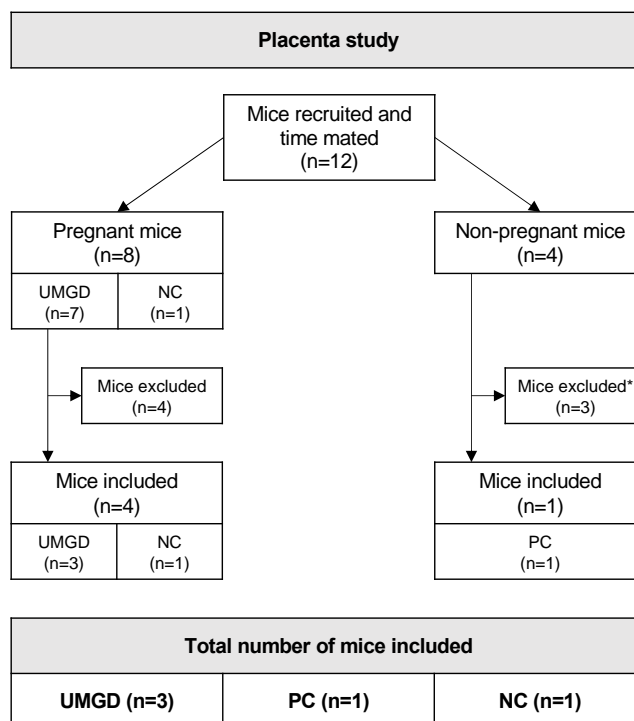 Placenta study
Mice recruited and
time mated
(n=12)
Pregnant mice
(n=8)
UMGD
(n=7)
NC
(n=1)
Non-pregnant mice
(n=4)
Mice excluded
(n=4)
Mice excluded*
(n=3)
Mice included
(n=4)
UMGD
(n=3)
NC
(n=1)
Mice included
(n=1)
PC
(n=1)
Total number of mice included
UMGD (n=3)
PC (n=1)
NC (n=1)